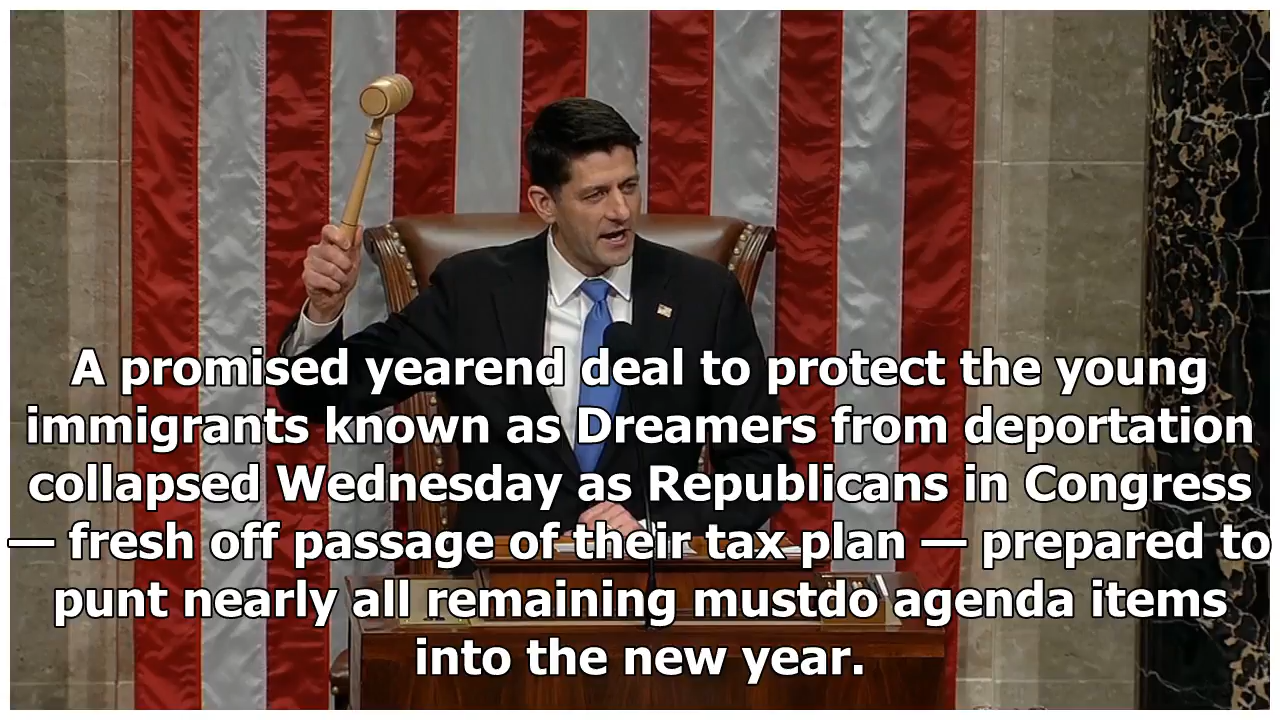 A promised yearend deal to protect the young
immigrants known as Dreamers from deportation
collapsed Wednesday as Republicans in Congress
— fresh off passage of their tax plan — prepared to
punt nearly all remaining mustdo agenda items
into the new year.